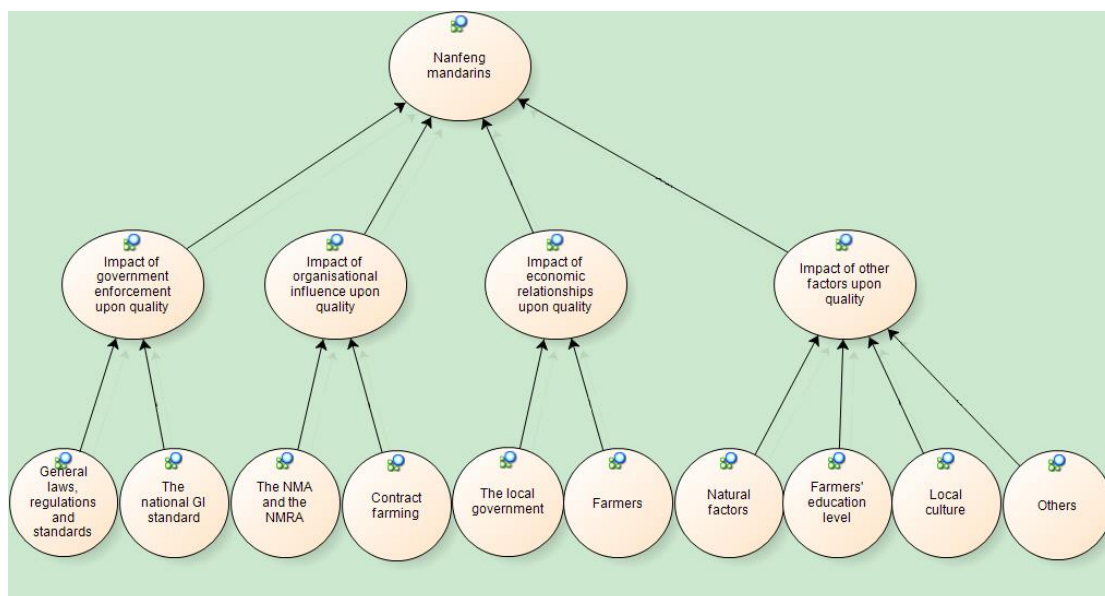 Nanfeng
mandarins
Impact of
government
enforcement
upon quality
Impact of
organisational
influence upon
quality
Impact of
economic
relationships
upon quality
Impact of other
factors upon
quality
General
laws,
regulations
and
standards
The
national GI
standard
The NMA
and the
NMRA
Contract
farming
The local
government
Farmers
Natural
factors
Farmers'
education
level
Local
culture
Others